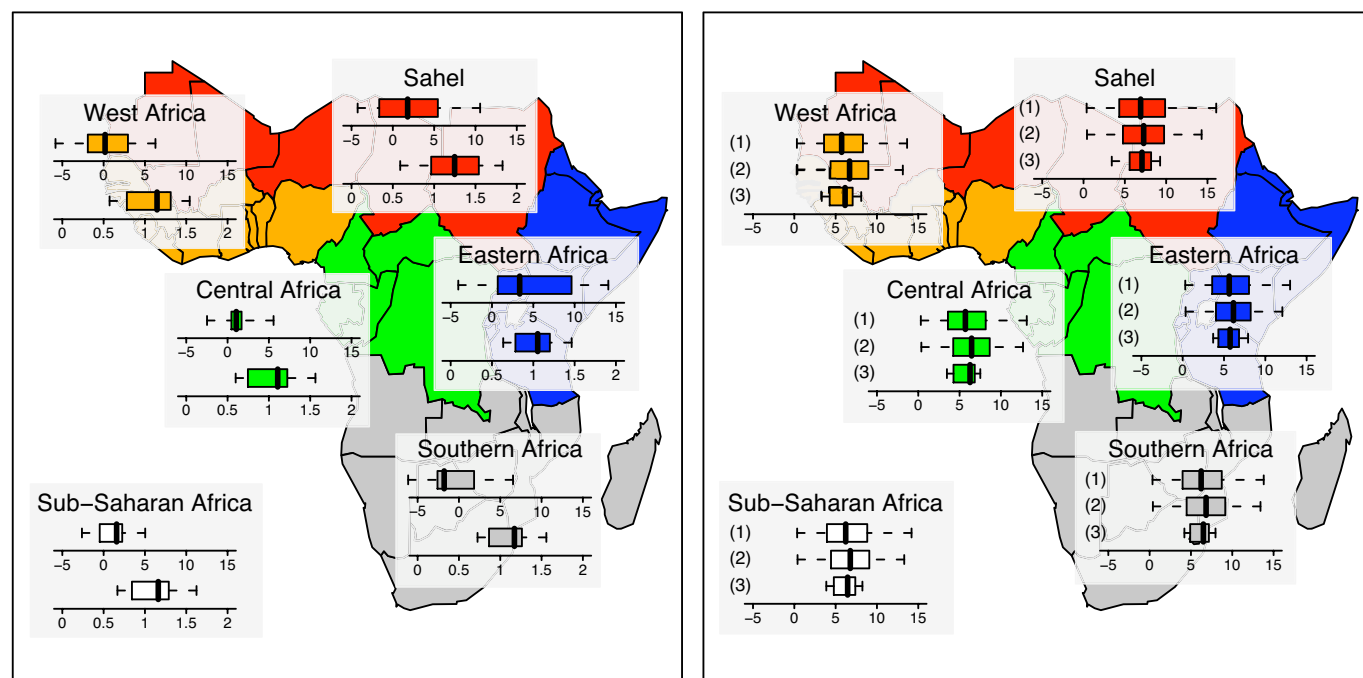 Sahel
−5 0 5 10 15
0 0.5 1 1.5 2
West Africa
−5 0 5 10 15
0 0.5 1 1.5 2
Eastern Africa
−5 0 5 10 15
0 0.5 1 1.5 2
Central Africa
−5 0 5 10 15
0 0.5 1 1.5 2
Southern Africa
−5 0 5 10 15
0 0.5 1 1.5 2
Sub−Saharan Africa
−5 0 5 10 15
0 0.5 1 1.5 2
Sahel
(1)
(2)
(3)
−5 0 5 10 15
West Africa
(1)
(2)
(3)
−5 0 5 10 15
Eastern Africa
(1)
(2)
(3)
−5 0 5 10 15
Central Africa
(1)
(2)
(3)
−5 0 5 10 15
Southern Africa
(1)
(2)
(3)
−5 0 5 10 15
Sub−Saharan Africa
(1)
(2)
(3)
−5 0 5 10 15